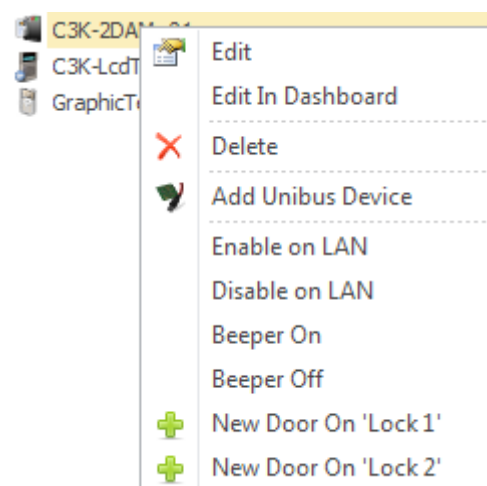 C3K-2DAM
C3K-LcdT
Edit
GraphicT
Edit In Dashboard
Delete
Add Unibus Device
Enable on LAN
Disable on LAN
Beeper On
Beeper Off
New Door On 'Lock 1'
New Door On 'Lock 2'